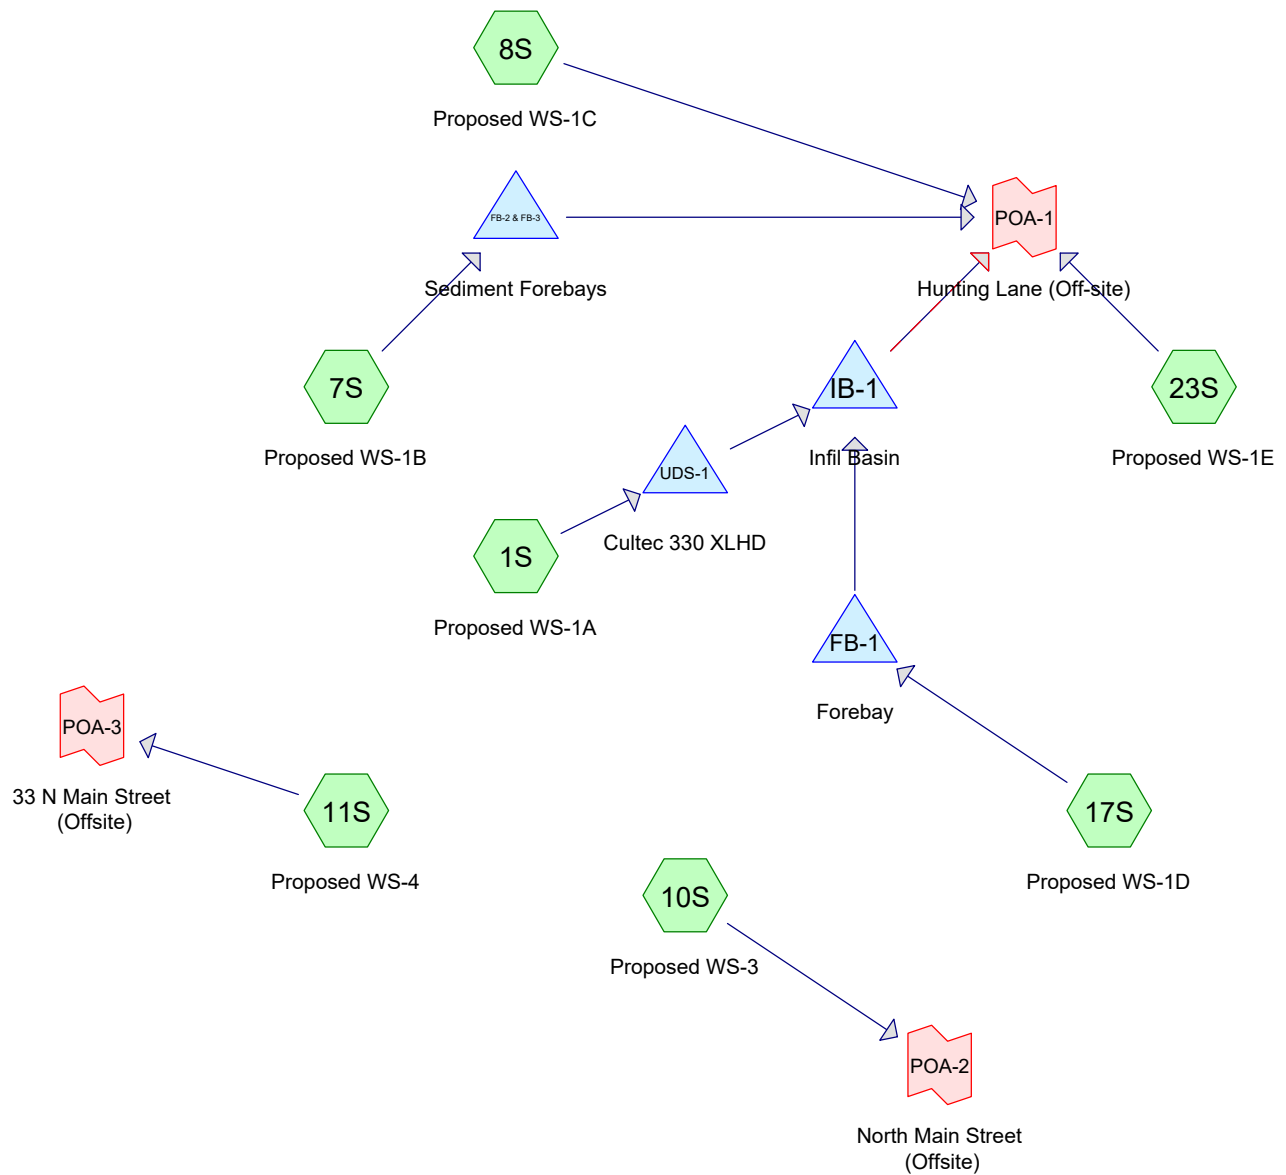 8S
Proposed WS-1C
FB-2 & FB-3
Sediment Forebays
POA-1
Hunting Lane (Off-site)
7S
Proposed WS-1B
IB-1
Infil Basin
23S
Proposed WS-1E
UDS-1
Cultec 330 XLHD
1S
Proposed WS-1A
FB-1
Forebay
POA-3
33 N Main Street
(Offsite)
11S
Proposed WS-4
17S
Proposed WS-1D
10S
Proposed WS-3
POA-2
North Main Street
(Offsite)